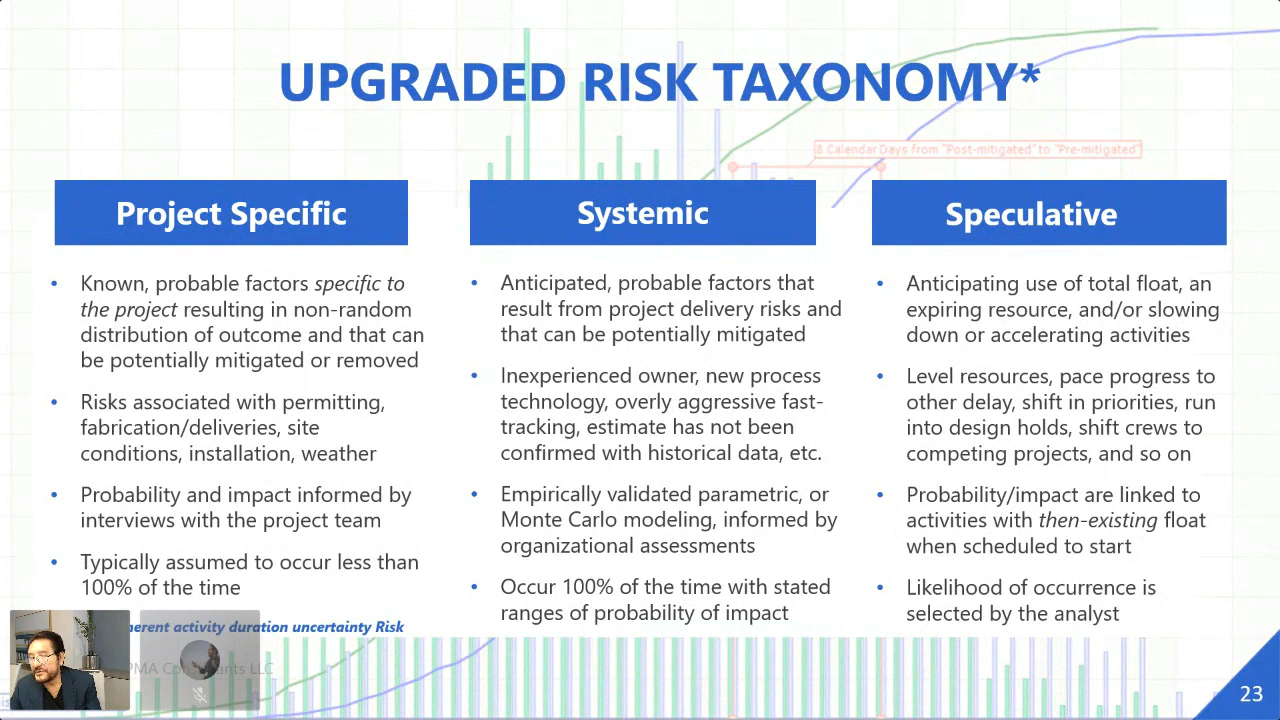 UPGRADED RISK TAXONOMY*
8 Calendar Days from "Post-mitigated" to "Pre-mitigated"
Project Specific
• Known, probable factors specific to
the project resulting in non-random
distribution of outcome and that can
be potentially mitigated or removed
• Risks associated with permitting,
fabrication/deliveries, site
conditions, installation, weather
• Probability and impact informed by
interviews with the project team
• Typically assumed to occur less than
100% of the time
Systemic
• Anticipated, probable factors that
result from project delivery risks and
that can be potentially mitigated
• Inexperienced owner, new process
technology, overly aggressive fast-
tracking, estimate has not been
confirmed with historical data, etc.
• Empirically validated parametric, or
Monte Carlo modeling, informed by
organizational assessments
• Occur 100% of the time with stated
ranges of probability of impact
Speculative
• Anticipating use of total float, an
expiring resource, and/or slowing
down or accelerating activities
• Level resources, pace progress to
other delay, shift in priorities, run
into design holds, shift crews to
competing projects, and so on
• Probability/impact are linked to
activities with then-existing float
when scheduled to start
• Likelihood of occurrence is
selected by the analyst
activity duration uncertainty Risk
PMA Consultants LLC
23